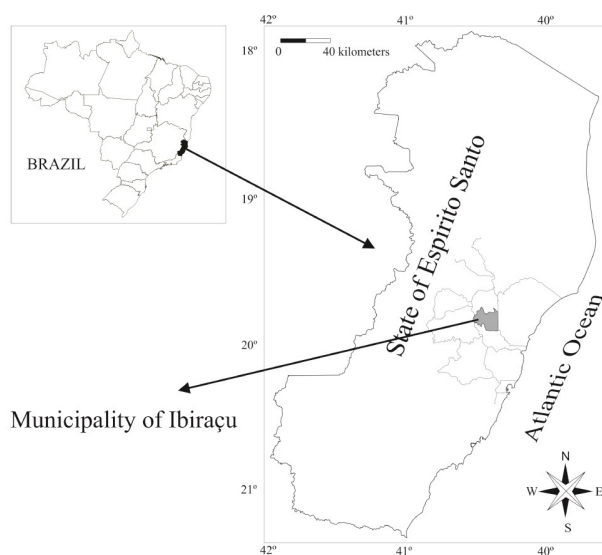 42º 41º 40º
18º
0 40 kilometers
BRAZIL
19º
State of Espirito Santo
20º
Atlantic Ocean
Municipality of Ibiraçu
21º
N
W E
S
42º 41º 40º